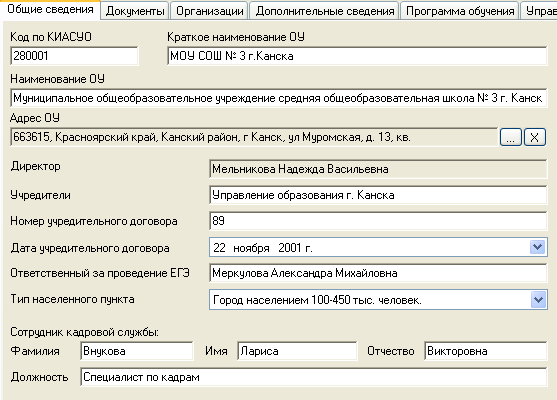 Общие сведения Документы Организации Дополнительные сведения Программа обучения Управ
Код по КИАСУО Краткое наименование ОУ
280001 МОУ СОШ № 3 г.Канска
Наименование ОУ
Муниципальное общеобразовательное учреждение средняя общеобразовательная школа № 3 г. Канск
Адрес ОУ
663615, Красноярский край, Канский район, г Канск, ул Муромская, д. 13, кв. ... X
Директор Мельникова Надежда Васильевна
Учредители Управление образования г. Канска
Номер учредительного договора 89
Дата учредительного договора 22 ноября 2001 г.
Ответственный за проведение ЕГЭ Меркулова Александра Михайловна
Тип населенного пункта Город населением 100-450 тыс. человек.
Сотрудник кадровой службы:
Фамилия Внукова Имя Лариса Отчество Викторовна
Должность Специалист по кадрам